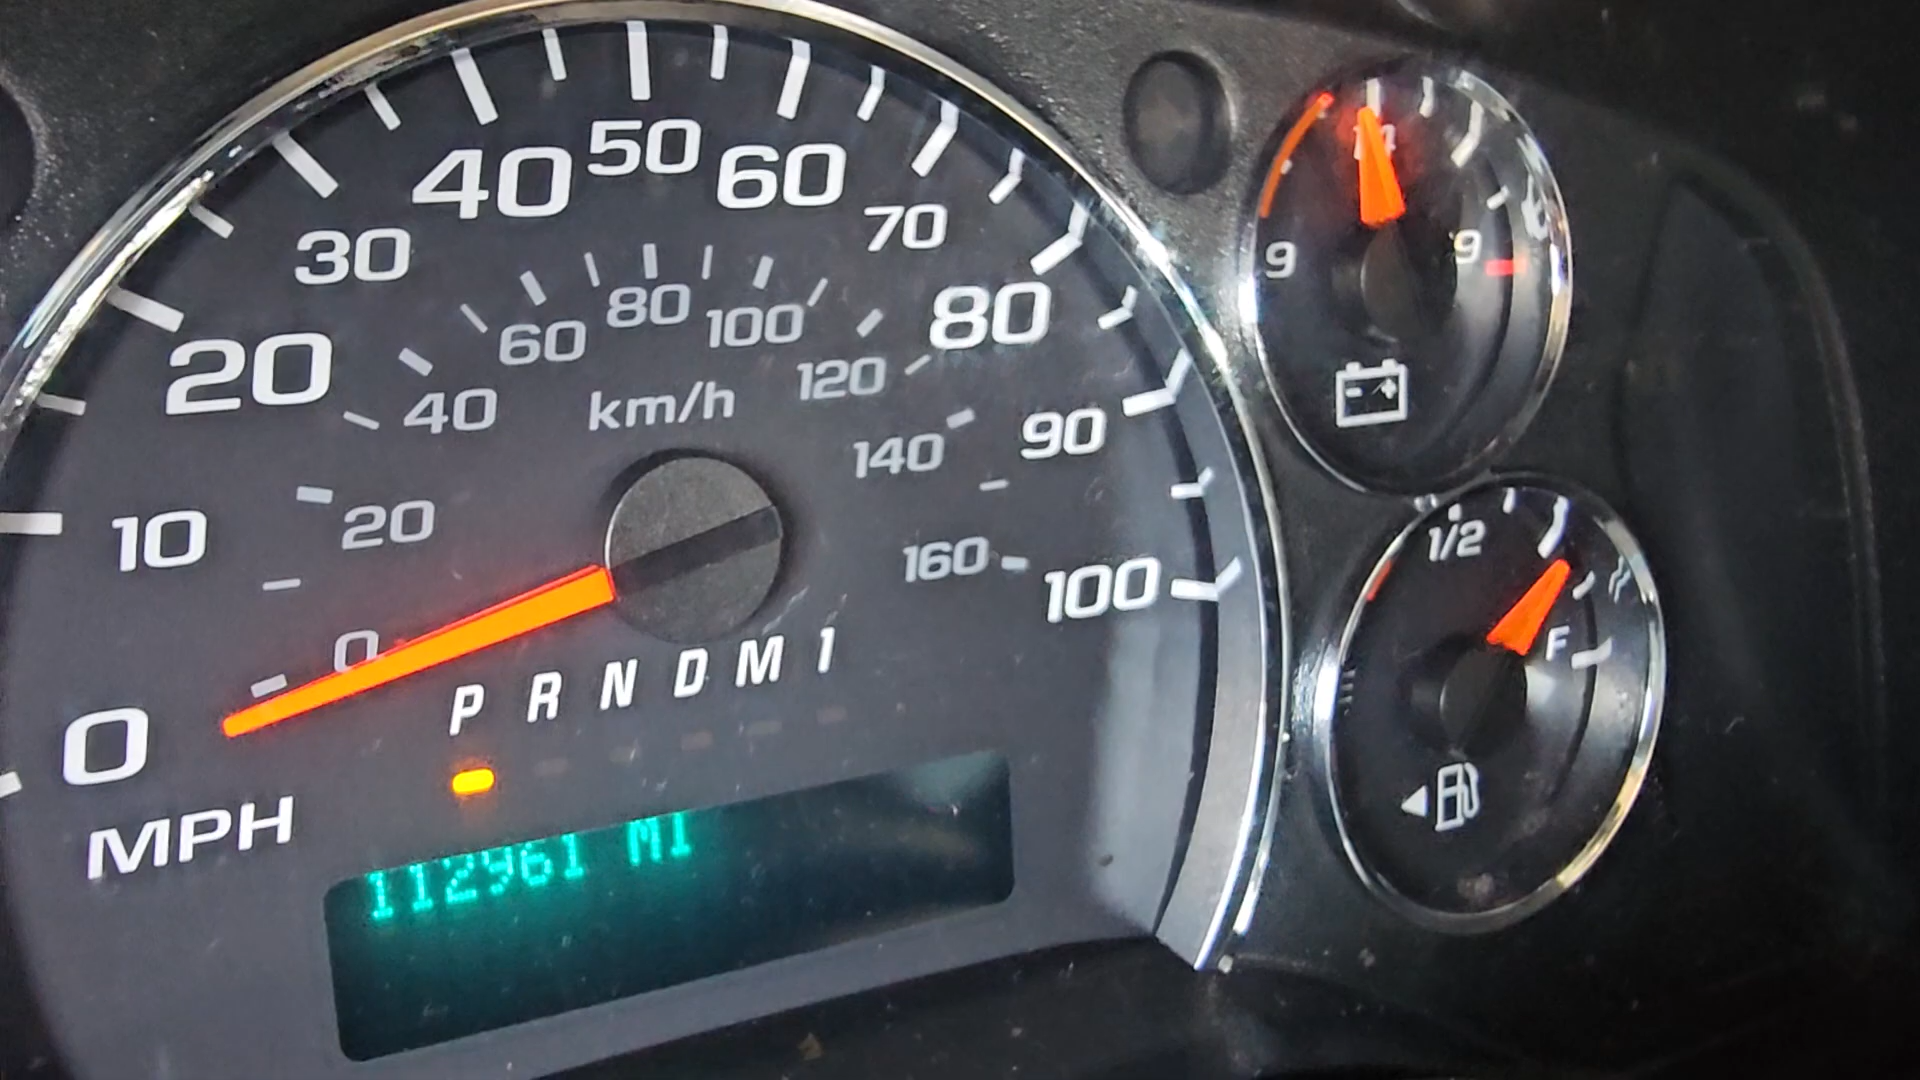 0 10 20 30 40 50 60 70 80 90 100
MPH
0 20 40 60 80 100 120 140 160
km/h
P R N D M 1
112961 MI
9 14
1/2 F